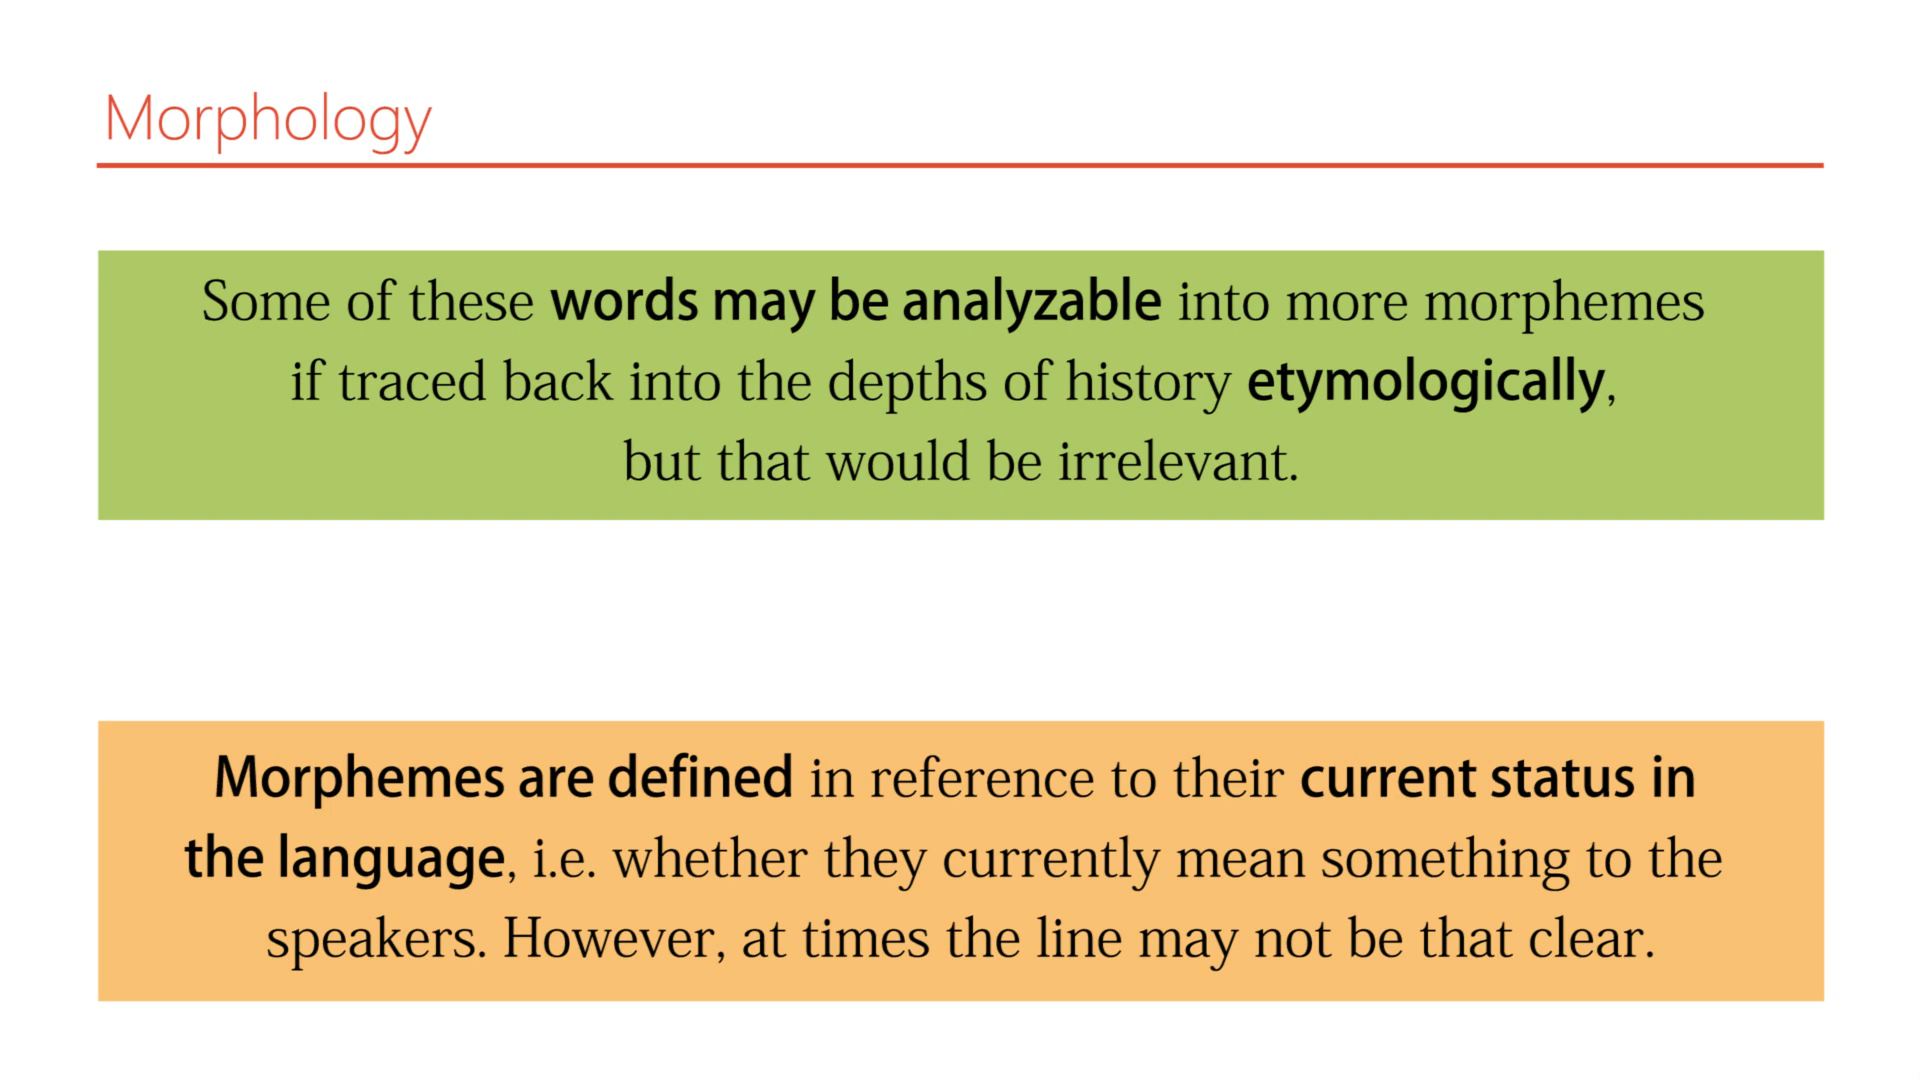 Morphology
Some of these words may be analyzable into more morphemes
if traced back into the depths of history etymologically,
but that would be irrelevant.
Morphemes are defined in reference to their current status in
the language, i.e. whether they currently mean something to the
speakers. However, at times the line may not be that clear.